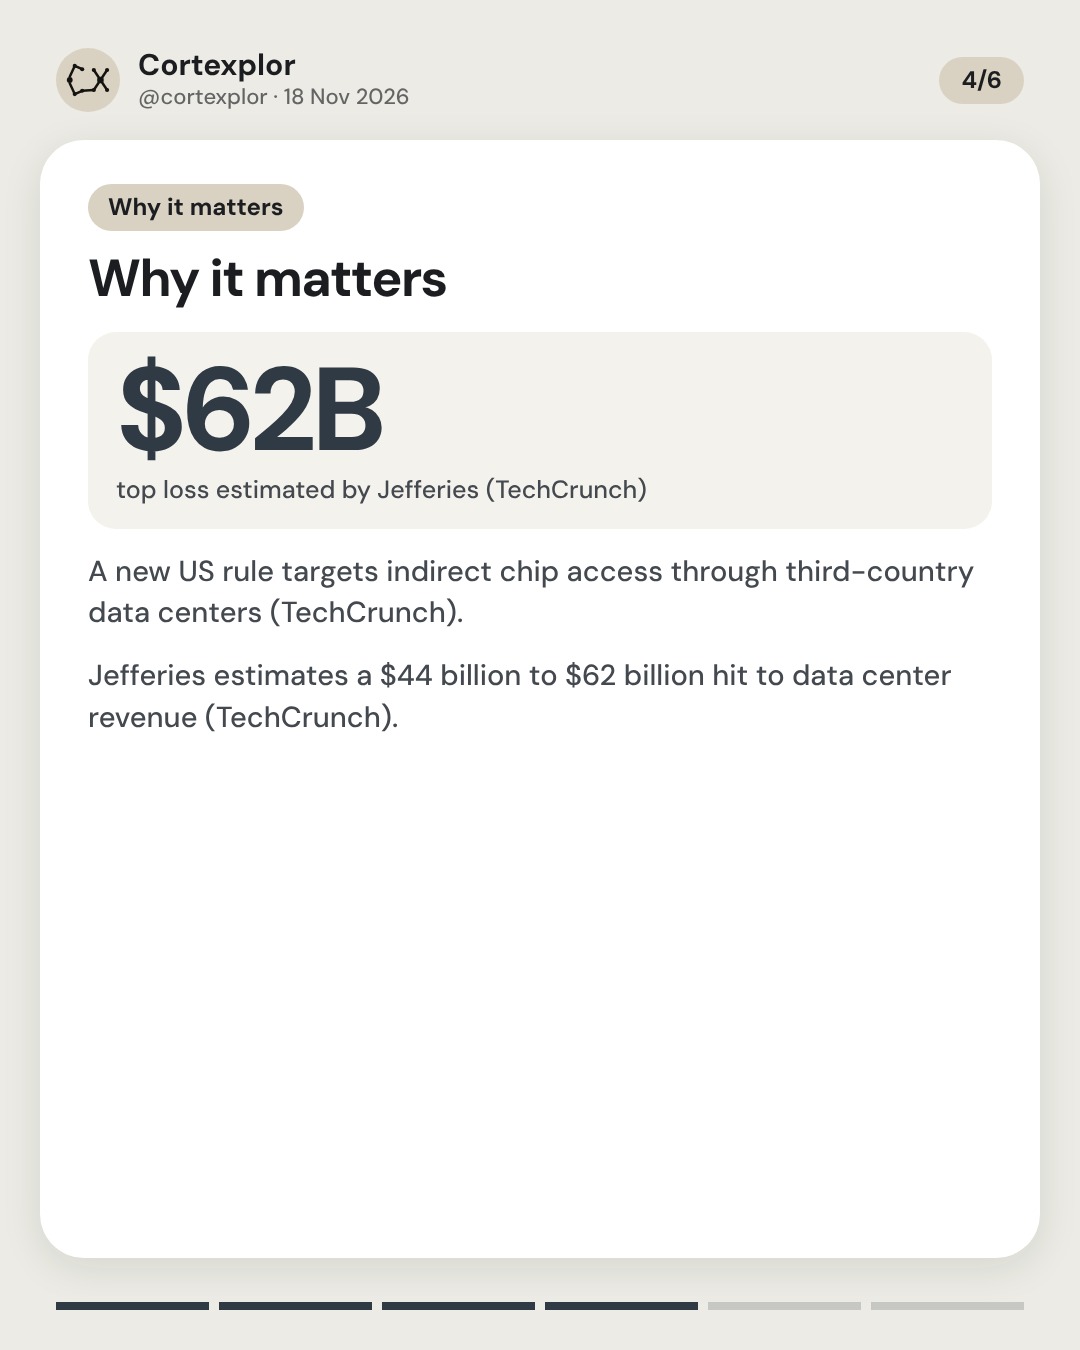 Cortexplor
@cortexplor · 18 Nov 2026
4/6
Why it matters
Why it matters
$62B
top loss estimated by Jefferies (TechCrunch)
A new US rule targets indirect chip access through third-country
data centers (TechCrunch).
Jefferies estimates a $44 billion to $62 billion hit to data center
revenue (TechCrunch).